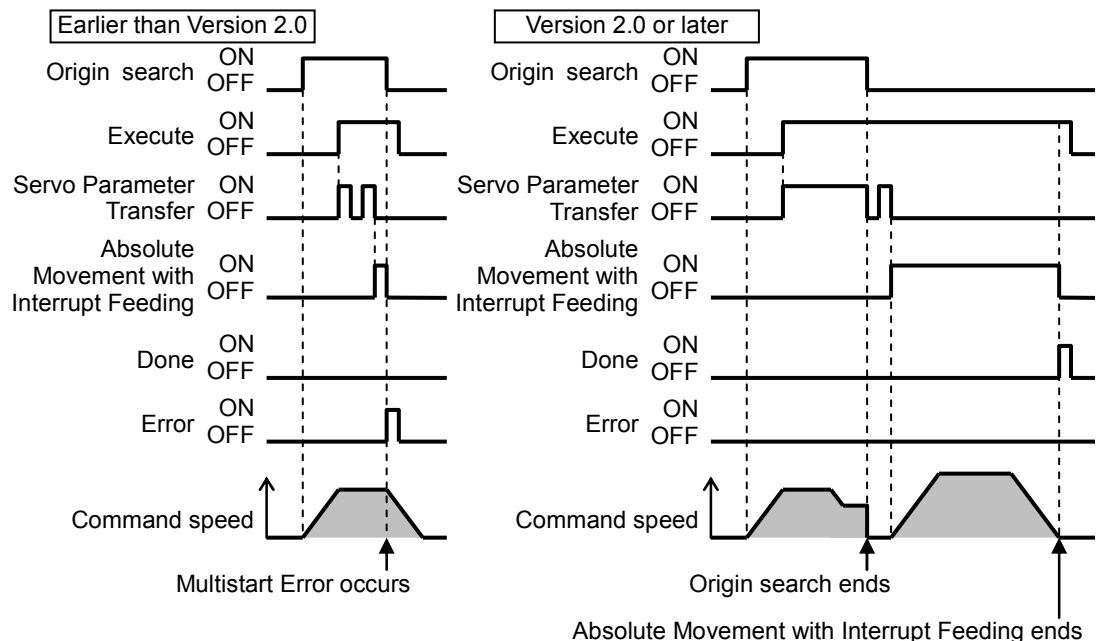 Earlier than Version 2.0
Origin search ON
OFF
Execute ON
OFF
Servo Parameter ON
Transfer OFF
Absolute
Movement with ON
Interrupt Feeding OFF
Done ON
OFF
Error ON
OFF
Command speed
Multistart Error occurs
Version 2.0 or later
Origin search ON
OFF
Execute ON
OFF
Servo Parameter ON
Transfer OFF
Absolute
Movement with ON
Interrupt Feeding OFF
Done ON
OFF
Error ON
OFF
Command speed
Origin search ends
Absolute Movement with Interrupt Feeding ends